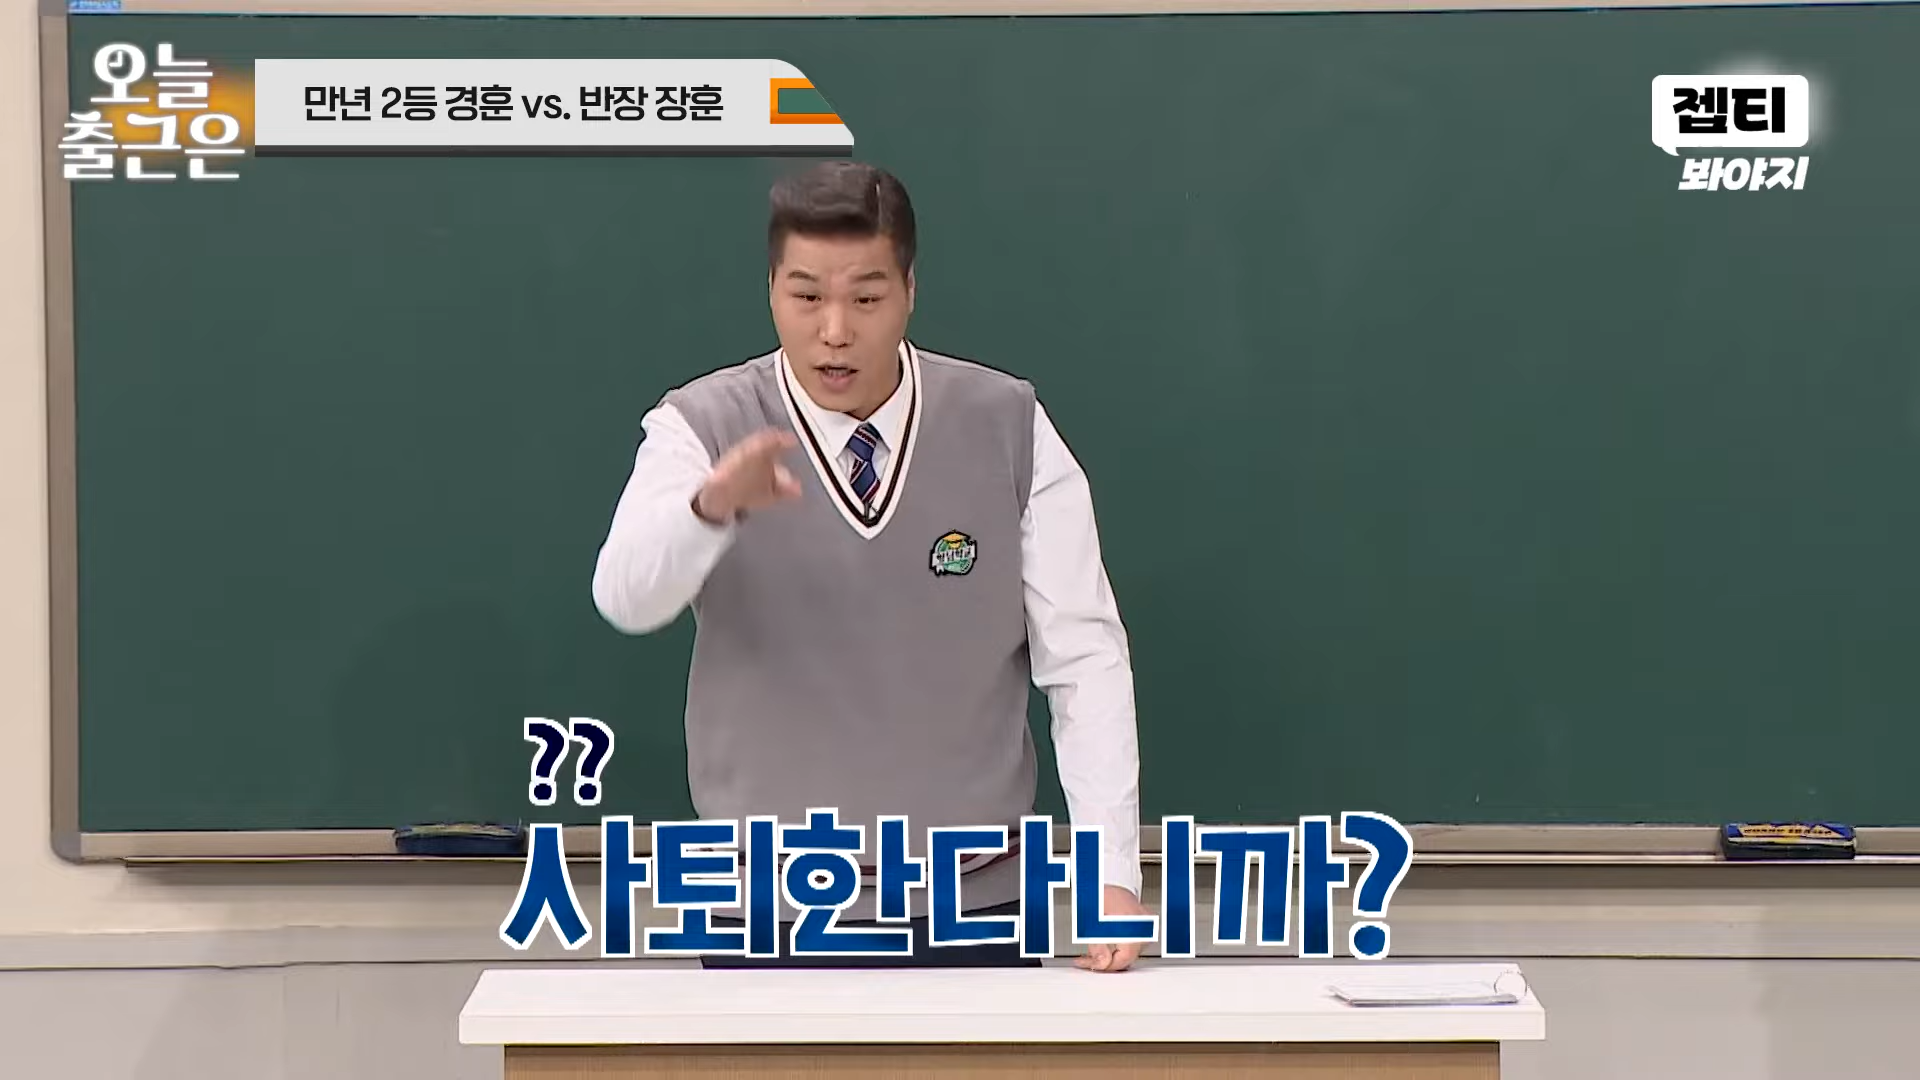 오늘
출근은
만년 2등 경훈 vs. 반장 장훈
젭티
봐야지
??
사퇴한다니까?